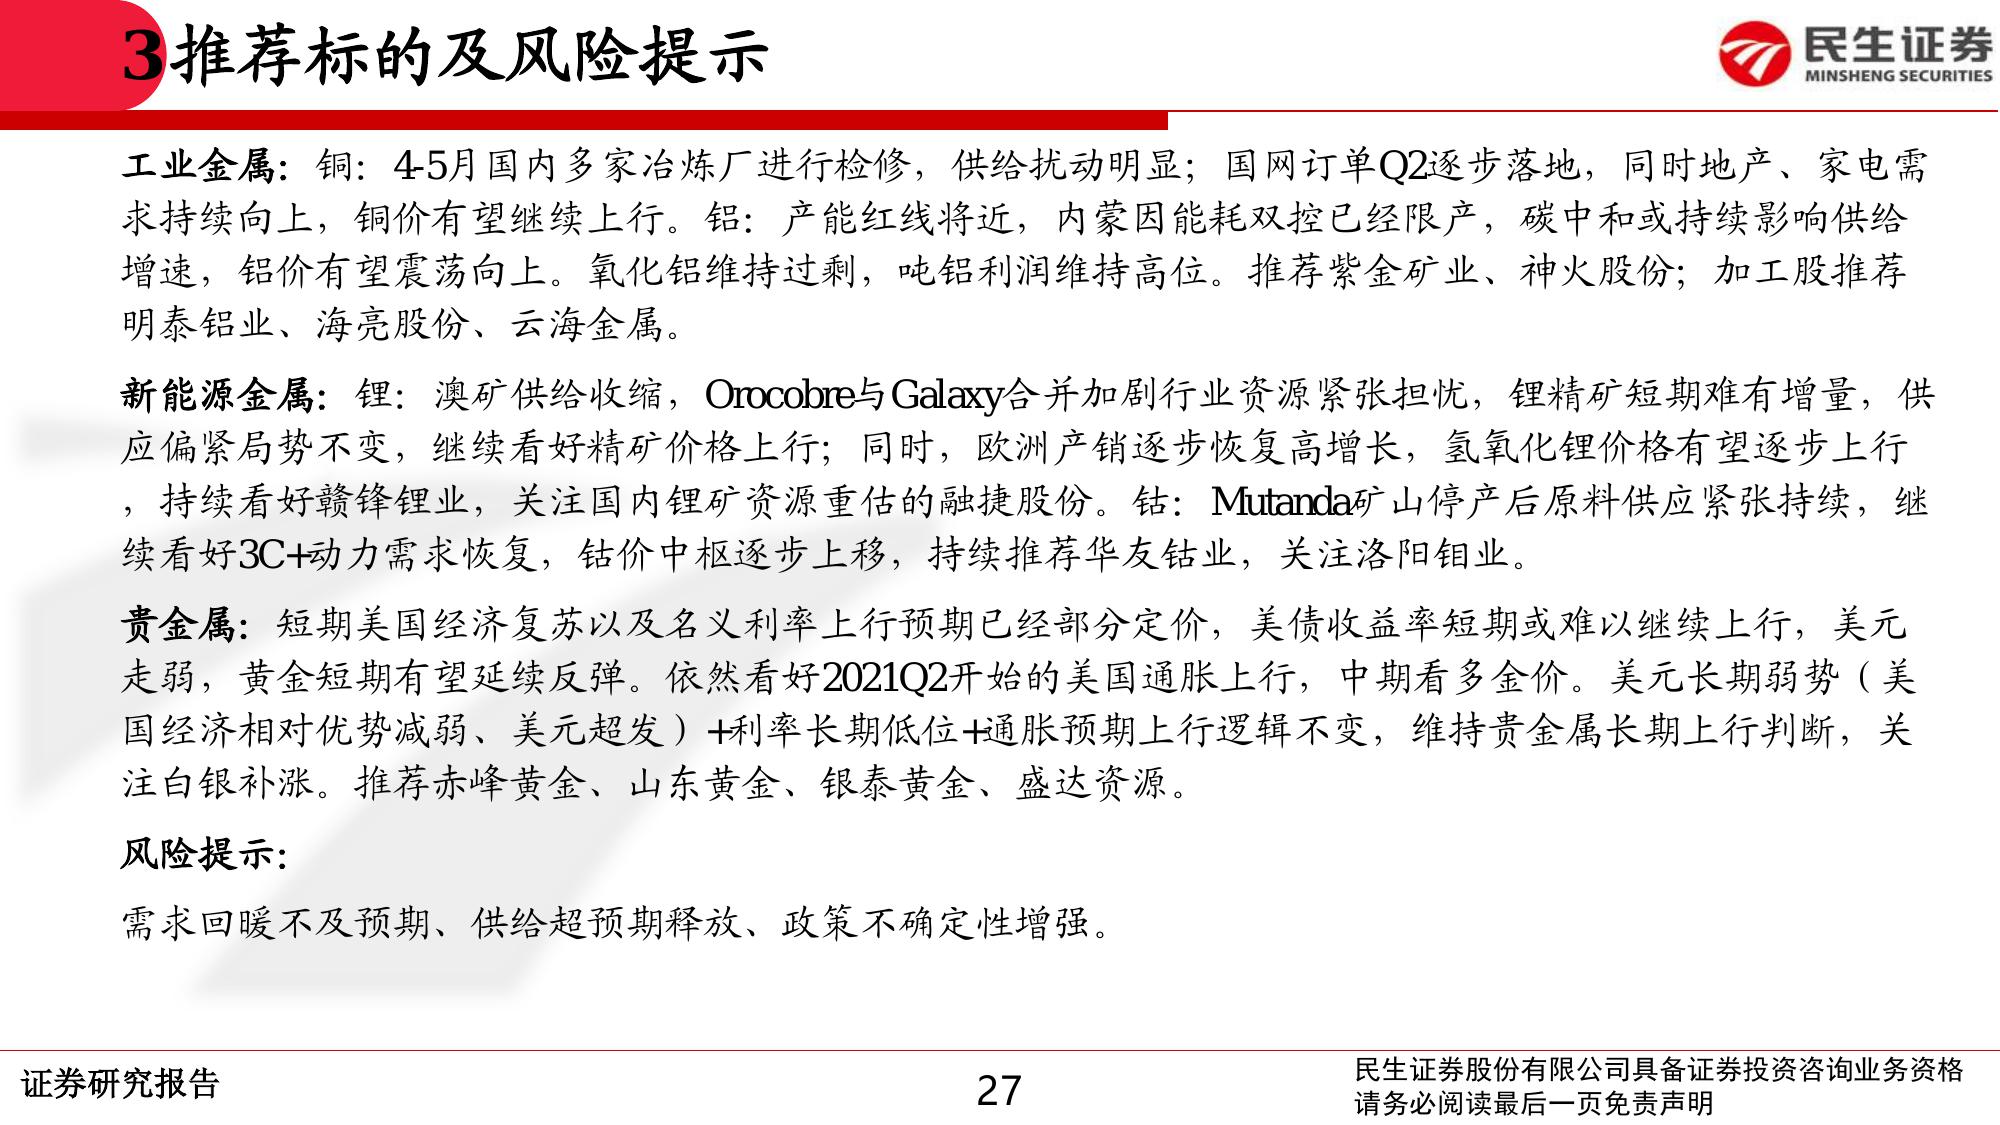 3推荐标的及风险提示
民生证券
MINSHENG SECURITIES
工业金属：铜：4-5月国内多家冶炼厂进行检修，供给扰动明显；国网订单Q2逐步落地，同时地产、家电需
求持续向上，铜价有望继续上行。铝：产能红线将近，内蒙因能耗双控已经限产，碳中和或持续影响供给
增速，铝价有望震荡向上。氧化铝维持过剩，吨铝利润维持高位。推荐紫金矿业、神火股份；加工股推荐
明泰铝业、海亮股份、云海金属。
新能源金属：锂：澳矿供给收缩，Orocobre与Galaxy合并加剧行业资源紧张担忧，锂精矿短期难有增量，供
应偏紧局势不变，继续看好精矿价格上行；同时，欧洲产销逐步恢复高增长，氢氧化锂价格有望逐步上行
，持续看好赣锋锂业，关注国内锂矿资源重估的融捷股份。钴：Mutanda矿山停产后原料供应紧张持续，继
续看好3C+动力需求恢复，钴价中枢逐步上移，持续推荐华友钴业，关注洛阳钼业。
贵金属：短期美国经济复苏以及名义利率上行预期已经部分定价，美债收益率短期或难以继续上行，美元
走弱，黄金短期有望延续反弹。依然看好2021Q2开始的美国通胀上行，中期看多金价。美元长期弱势（美
国经济相对优势减弱、美元超发）+利率长期低位+通胀预期上行逻辑不变，维持贵金属长期上行判断，关
注白银补涨。推荐赤峰黄金、山东黄金、银泰黄金、盛达资源。
风险提示：
需求回暖不及预期、供给超预期释放、政策不确定性增强。
证券研究报告
27
民生证券股份有限公司具备证券投资咨询业务资格
请务必阅读最后一页免责声明